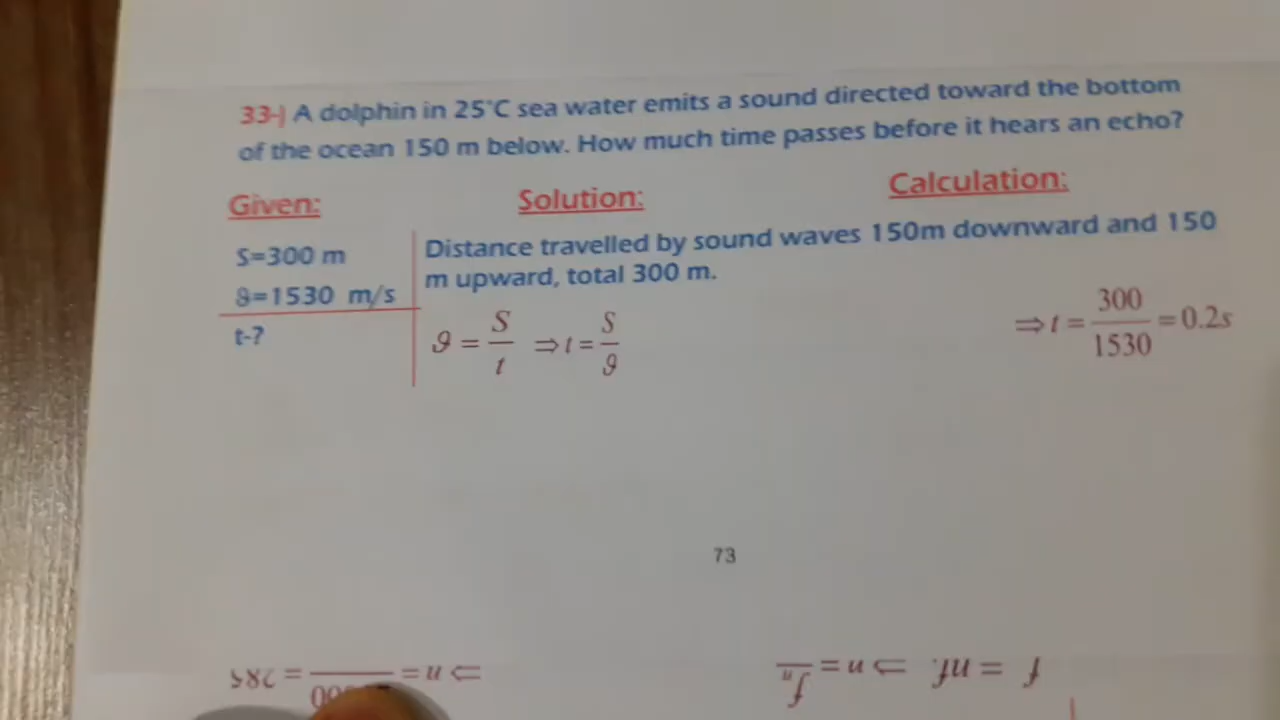 33-| A dolphin in 25°C sea water emits a sound directed toward the bottom
of the ocean 150 m below. How much time passes before it hears an echo?
Given: Solution: Calculation:
S=300 m
ϑ=1530 m/s
t-?
Distance travelled by sound waves 150m downward and 150
m upward, total 300 m.
ϑ = S/t ⇒ t = S/ϑ
⇒ t = 300/1530 = 0.2s
73
f = nf₁ ⇒ n = f
⇒ n = = 285